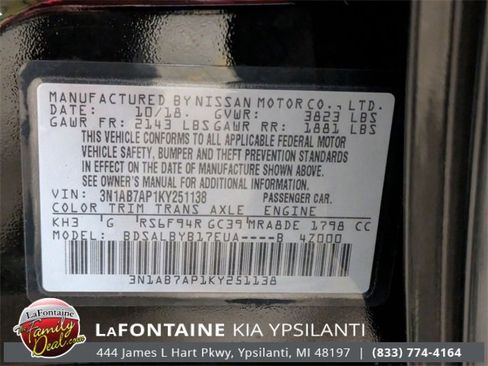 MANUFACTURED BY NISSAN MOTOR CO., LTD.
DATE: 10/18. GVWR: 3823 LBS
GAWR FR: 2143 LBS GAWR RR: 1881 LBS
THIS VEHICLE CONFORMS TO ALL APPLICABLE FEDERAL MOTOR
VEHICLE SAFETY, BUMPER AND THEFT PREVENTION STANDARDS
IN EFFECT ON THE DATE OF MANUFACTURE SHOWN ABOVE.
SEE OWNER'S MANUAL FOR ADDITIONAL INFORMATION.
VIN: 3N1AB7AP1KY251138 PASSENGER CAR.
COLOR TRIM TRANS AXLE ENGINE
KH3 G RS6F94R GC39 MRA8DE 1798 CC
MODEL: BDSALBYB17EUA----B 4Z000
3N1AB7AP1KY251138
LaFontaine
The
Family
Deal.com
LAFONTAINE KIA YPSILANTI
444 James L Hart Pkwy, Ypsilanti, MI 48197 | (833) 774-4164